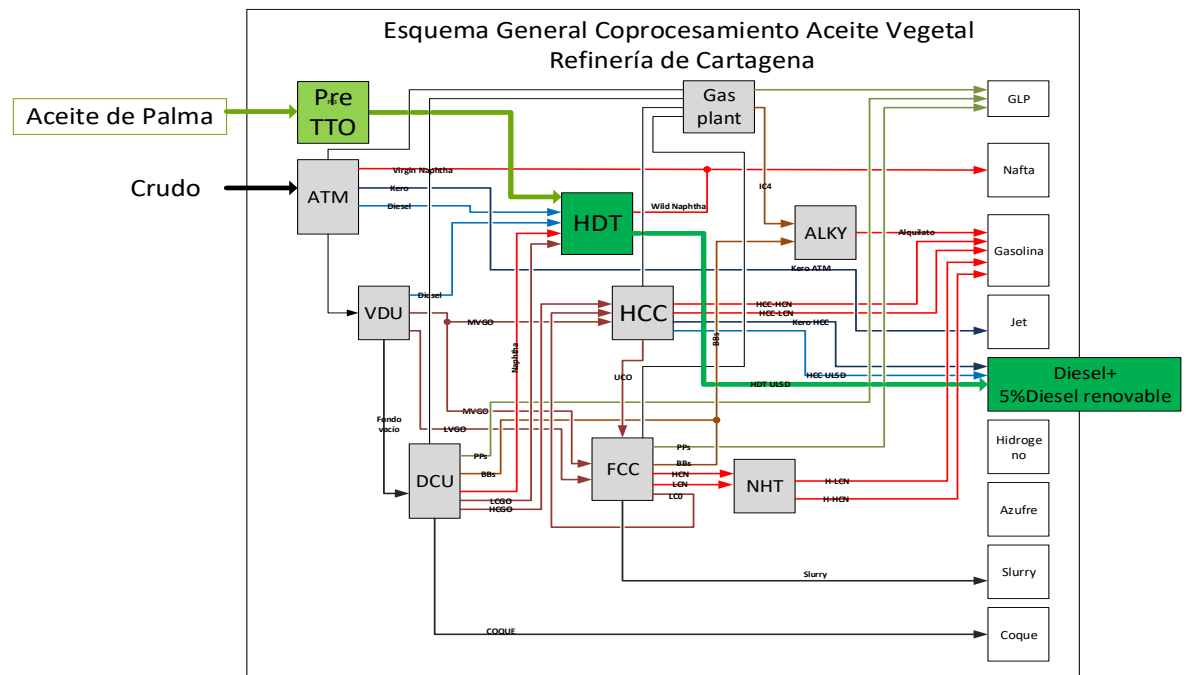 Esquema General Coprocesamiento Aceite Vegetal
Refinería de Cartagena
Aceite de Palma
Pre
TTO
Gas
plant
GLP
Crudo
ATM
Virgin Naphtha
Kero
Diesel
IC4
Nafta
HDT
Wild Naphtha
ALKY
Alquilato
Gasolina
Kero ATM
VDU
Diesel
MVGO
HCC
HCC-HCN
HCC-LCN
Kero HCC
Jet
Naphtha
BBs
UCO
HCC ULSD
HDT ULSD
Diesel+
5%Diesel renovable
MVGO
LVGO
Fondo
vacío
DCU
PPs
BBs
LCGO
HCGO
FCC
PPs
BBs
HCN
LCN
LC0
NHT
H-LCN
H-HCN
Hidroge
no
Azufre
Slurry
Slurry
COQUE
Coque